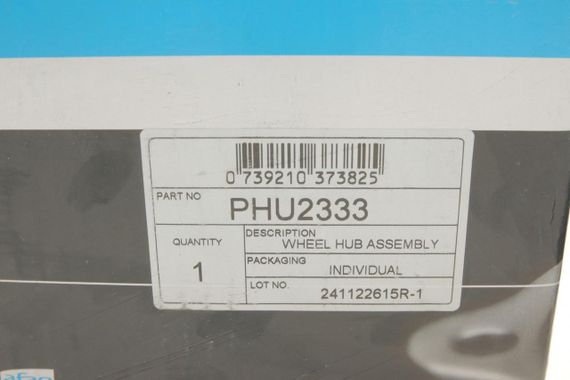 0 739210 373825
PART NO
PHU2333
QUANTITY
1
DESCRIPTION
WHEEL HUB ASSEMBLY
PACKAGING
INDIVIDUAL
LOT NO.
241122615R-1